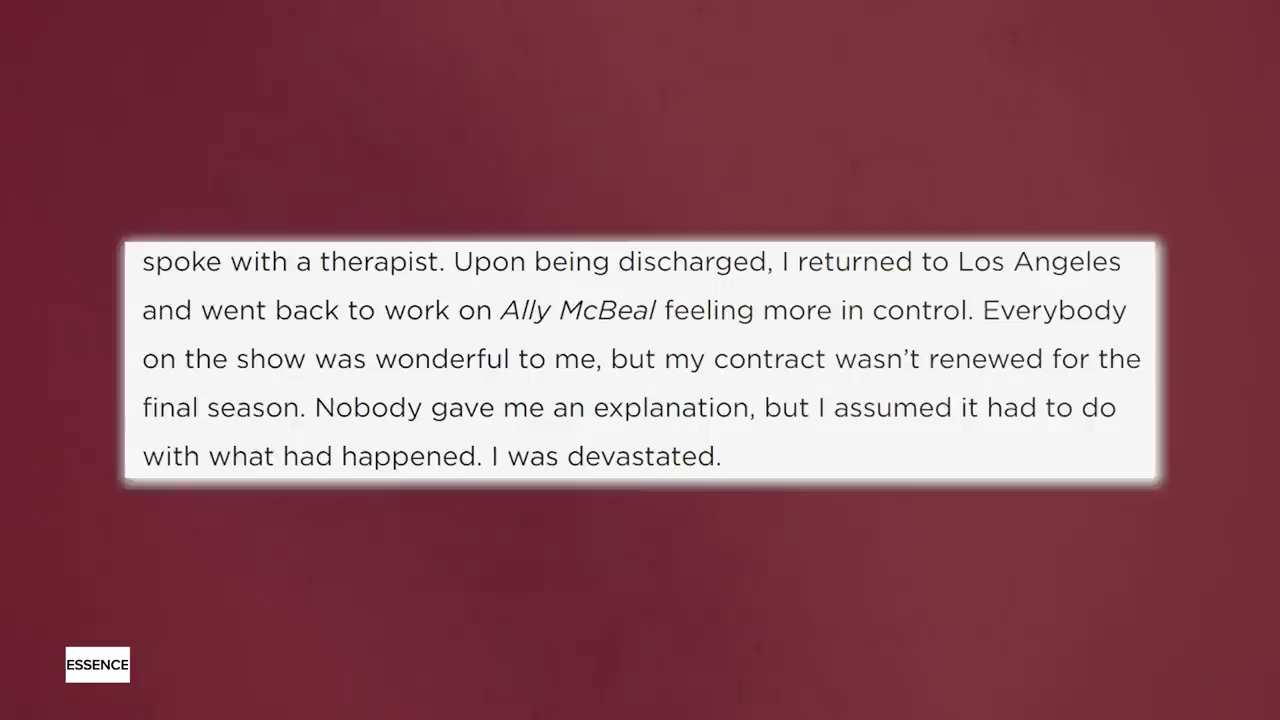 spoke with a therapist. Upon being discharged, I returned to Los Angeles
and went back to work on Ally McBeal feeling more in control. Everybody
on the show was wonderful to me, but my contract wasn’t renewed for the
final season. Nobody gave me an explanation, but I assumed it had to do
with what had happened. I was devastated.
ESSENCE